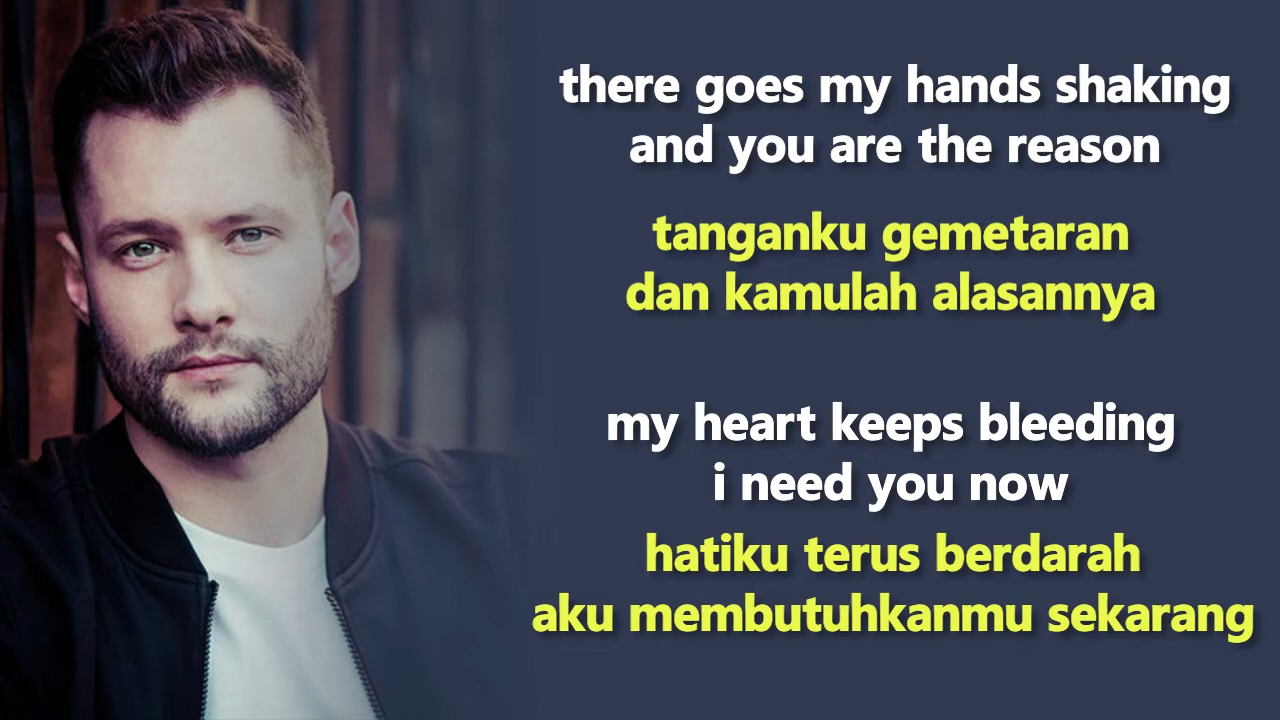 there goes my hands shaking
and you are the reason
tanganku gemetaran
dan kamulah alasannya
my heart keeps bleeding
i need you now
hatiku terus berdarah
aku membutuhkanmu sekarang